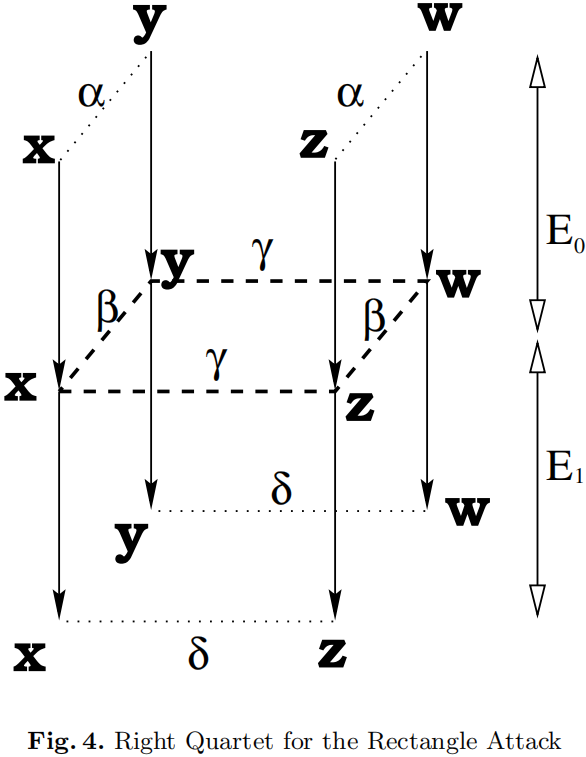 y w
α α
x z
E₀
y γ w
β β
γ
x z
E₁
δ
y w
x δ z
Fig. 4. Right Quartet for the Rectangle Attack